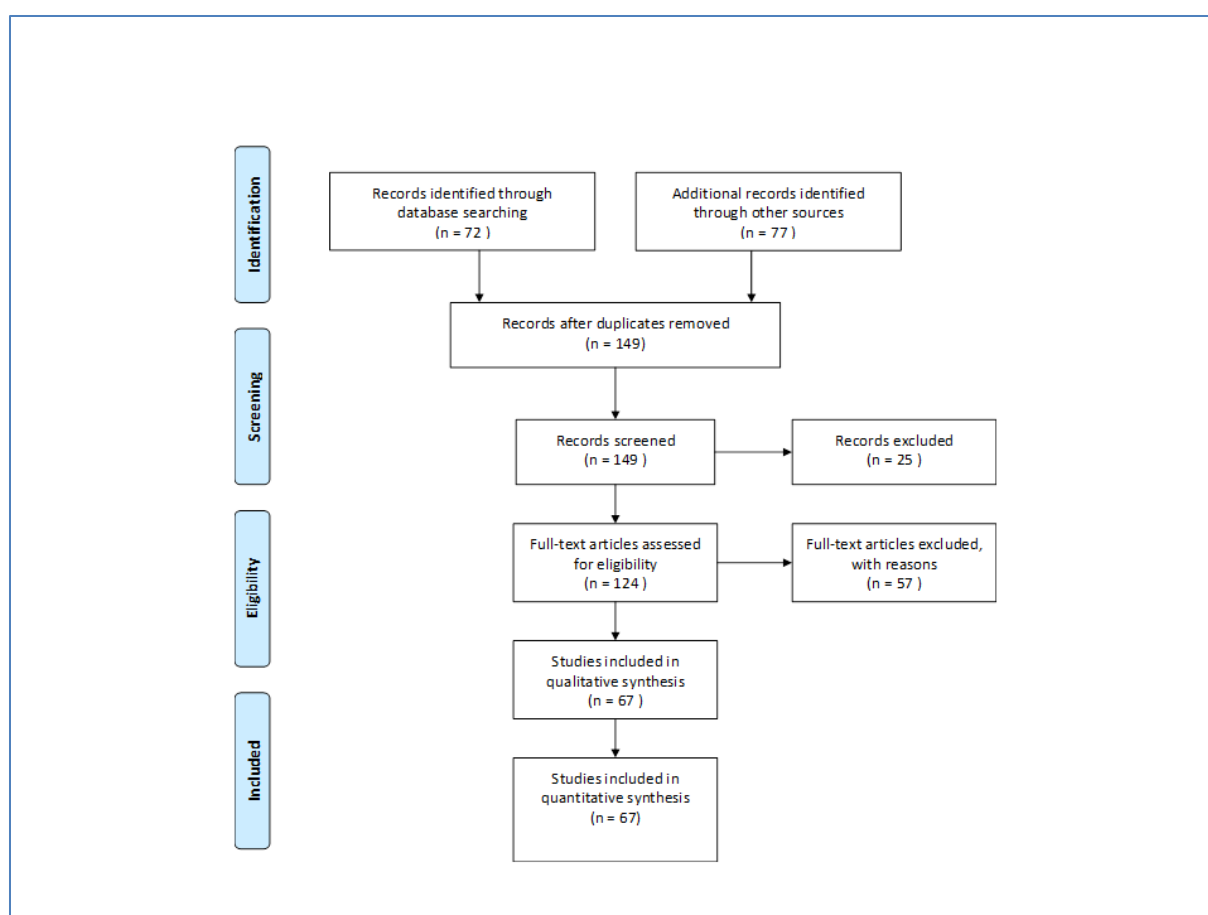 Identification
Records identified through
database searching
(n = 72 )
Additional records identified
through other sources
(n = 77 )
Records after duplicates removed
(n = 149)
Screening
Records screened
(n = 149 )
Records excluded
(n = 25 )
Eligibility
Full-text articles assessed
for eligibility
(n = 124 )
Full-text articles excluded,
with reasons
(n = 57 )
Studies included in
qualitative synthesis
(n = 67 )
Included
Studies included in
quantitative synthesis
(n = 67)